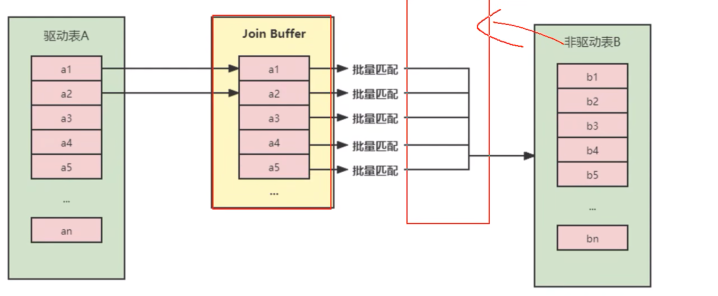 驱动表A
a1
a2
a3
a4
a5
...
an
Join Buffer
a1
a2
a3
a4
a5
...
批量匹配
批量匹配
批量匹配
批量匹配
批量匹配
非驱动表B
b1
b2
b3
b4
b5
...
bn